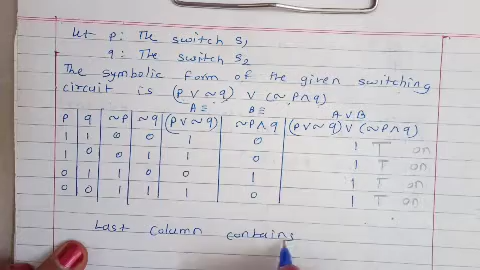 Let p: The switch S₁
q: The switch S₂
The symbolic form of the given switching
circuit is (p ∨ ~q) ∨ (~p ∧ q)
A ≡ B ≡ A ∨ B
p q ~p ~q (p ∨ ~q) ~p ∧ q (p ∨ ~q) ∨ (~p ∧ q)
1 1 0 0 1 0 1 T on
1 0 0 1 1 0 1 T on
0 1 1 0 0 1 1 T on
0 0 1 1 1 0 1 T on
Last column contains